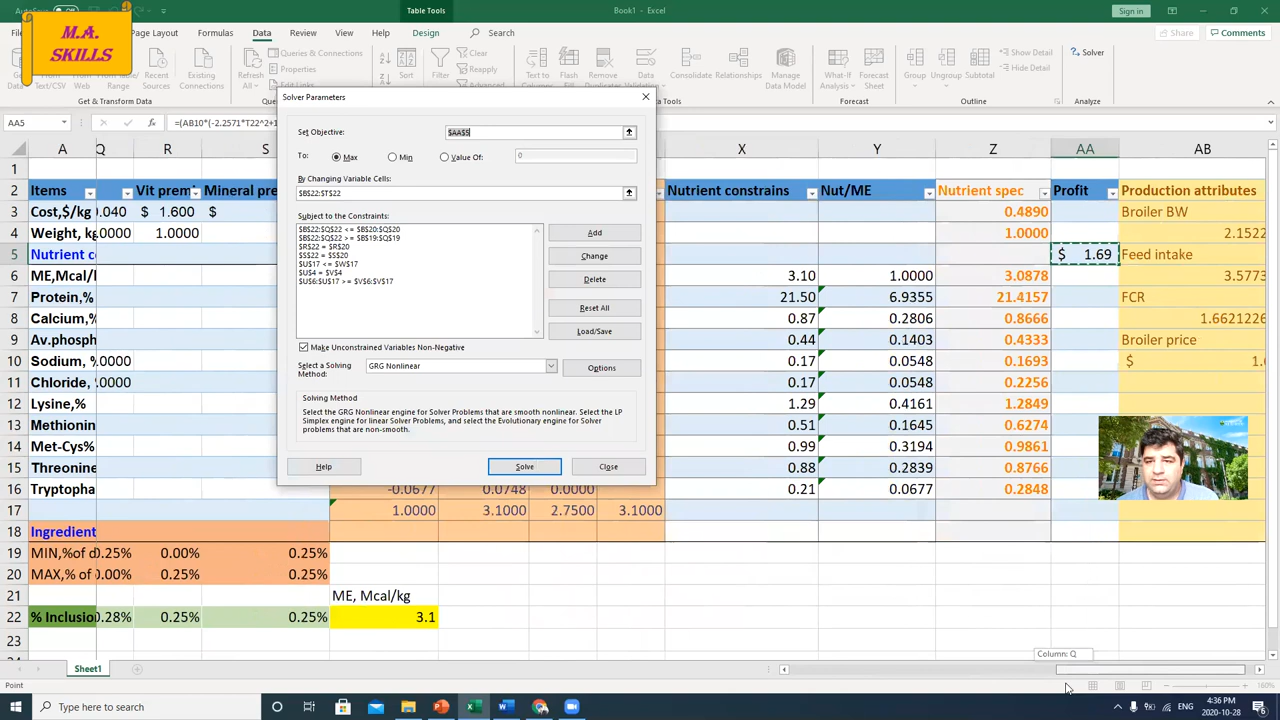 M.A.
SKILLS
Table Tools
Book1 - Excel
Sign in
Page Layout
Formulas
Data
Review
View
Help
Design
Search
Share
Comments
Queries & Connections
Properties
Clear
Reapply
Show Detail
Hide Detail
Solver
From
Web
Recent
Sources
Existing
Connections
Refresh
All
Sort
Filter
Text to
Columns
Flash
Fill
Remove
Data
Consolidate
Relationships
Manage
Data Model
What-If
Analysis
Forecast
Sheet
Group
Ungroup
Subtotal
Get & Transform Data
Forecast
Outline
Analyze
AA5
=(AB10*(-2.2571*T22^2+1
A Q R S X Y Z AA AB
1
2 Items Vit prem Mineral pre Nutrient constrains Nut/ME Nutrient spec Profit Production attributes
3 Cost,$/kg 0.040 $ 1.600 $ 0.4890 Broiler BW
4 Weight, kg 0000 1.0000 1.0000 2.1522
5 Nutrient c $ 1.69 Feed intake
6 ME,Mcal/k 3.10 1.0000 3.0878 3.5773
7 Protein,% 21.50 6.9355 21.4157 FCR
8 Calcium,% 0.87 0.2806 0.8666 1.6621226
9 Av.phosph 0.44 0.1403 0.4333 Broiler price
10 Sodium, % 0000 0.17 0.0548 0.1693 $
11 Chloride, 0000 0.17 0.0548 0.2256
12 Lysine,% 1.29 0.4161 1.2849
13 Methionin 0.51 0.1645 0.6274
14 Met-Cys% 0.99 0.3194 0.9861
15 Threonine 0.88 0.2839 0.8766
16 Tryptopha -0.0677 0.0748 0.0000 0.21 0.0677 0.2848
17 1.0000 3.1000 2.7500 3.1000
18 Ingredient
19 MIN,%of d 0.25% 0.00% 0.25%
20 MAX,% of 0.00% 0.25% 0.25%
21 ME, Mcal/kg
22 % Inclusio 0.28% 0.25% 0.25% 3.1
23
Solver Parameters
Set Objective:
$AA$5
To:
Max
Min
Value Of:
0
By Changing Variable Cells:
$B$22:$T$22
Subject to the Constraints:
$B$22:$Q$22 <= $B$20:$Q$20
$B$22:$Q$22 >= $B$19:$Q$19
$R$22 = $R$20
$S$22 = $S$20
$U$17 <= $W$17
$U$4 = $V$4
$U$6:$U$17 >= $V$6:$V$17
Add
Change
Delete
Reset All
Load/Save
Make Unconstrained Variables Non-Negative
Select a Solving
Method:
GRG Nonlinear
Options
Solving Method
Select the GRG Nonlinear engine for Solver Problems that are smooth nonlinear. Select the LP
Simplex engine for linear Solver Problems, and select the Evolutionary engine for Solver
problems that are non-smooth.
Help
Solve
Close
Column: Q
Sheet1
Point
160%
Type here to search
ENG
4:36 PM
2020-10-28